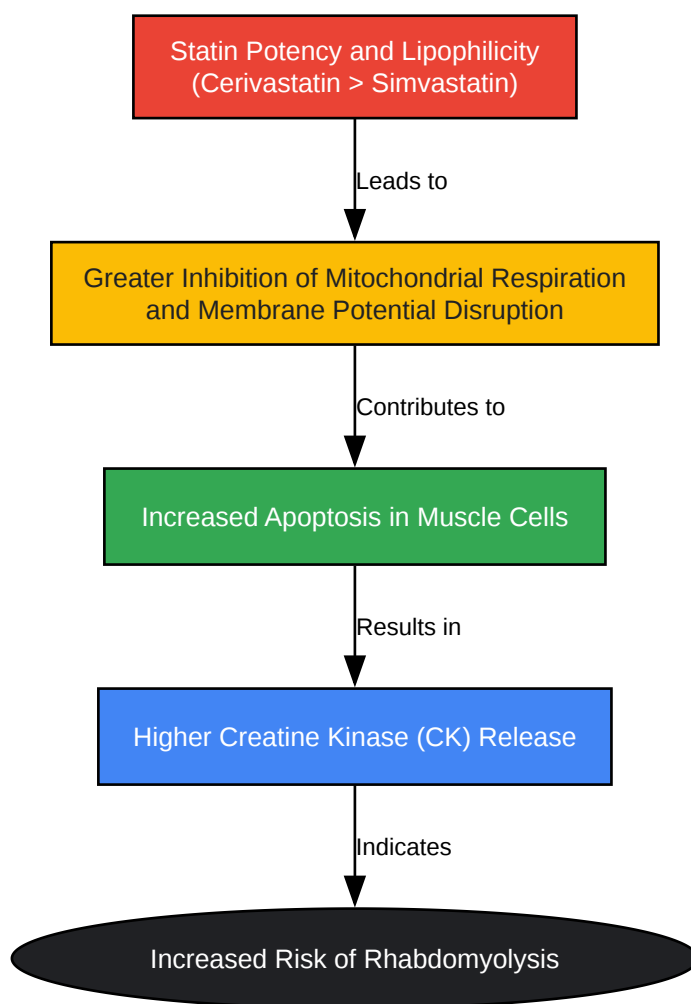 Statin Potency and Lipophilicity
(Cerivastatin > Simvastatin)
Leads to
Greater Inhibition of Mitochondrial Respiration
and Membrane Potential Disruption
Contributes to
Increased Apoptosis in Muscle Cells
Results in
Higher Creatine Kinase (CK) Release
Indicates
Increased Risk of Rhabdomyolysis